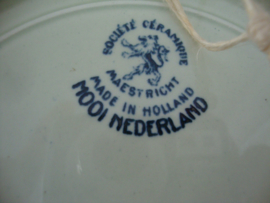 SOCIÉTÉ CÉRAMIQUE
MAESTRICHT
MADE IN HOLLAND
MOOI NEDERLAND